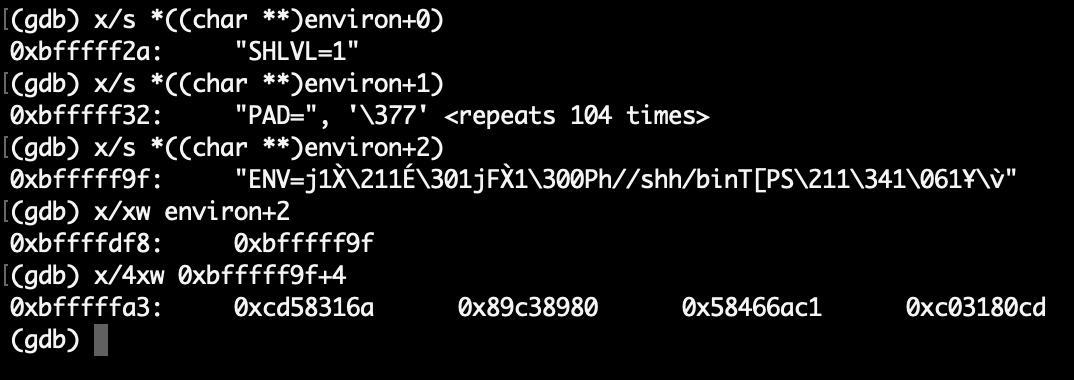 (gdb) x/s *((char **)environ+0)
0xbfffff2a: "SHLVL=1"
(gdb) x/s *((char **)environ+1)
0xbfffff32: "PAD=", '\377' <repeats 104 times>
(gdb) x/s *((char **)environ+2)
0xbfffff9f: "ENV=j1X̀\211É\301jFX̀1\300Ph//shh/binT[PS\211\341\061¥\v̀"
(gdb) x/xw environ+2
0xbffffdf8: 0xbfffff9f
(gdb) x/4xw 0xbfffff9f+4
0xbfffffa3: 0xcd58316a 0x89c38980 0x58466ac1 0xc03180cd
(gdb)